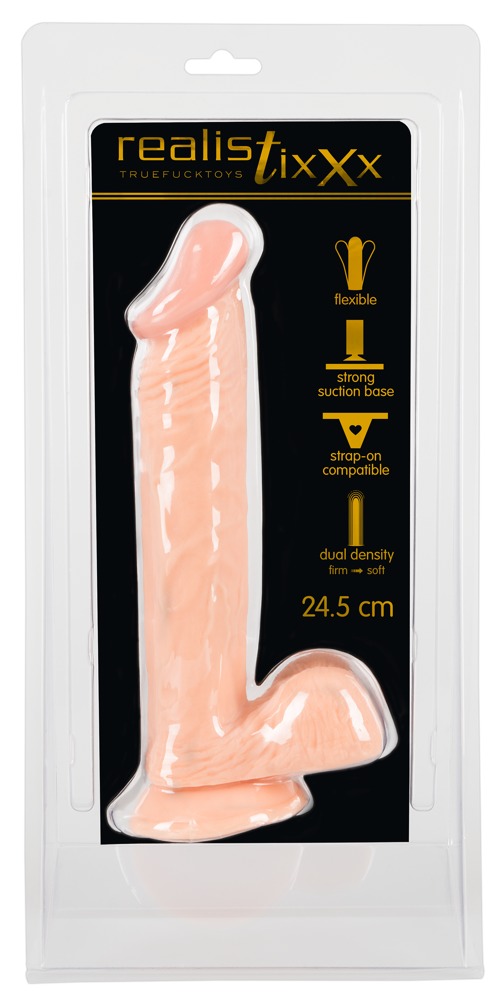 realistixXx
TRUEFUCKTOYS
flexible
strong
suction base
strap-on
compatible
dual density
firm ➟ soft
24.5 cm